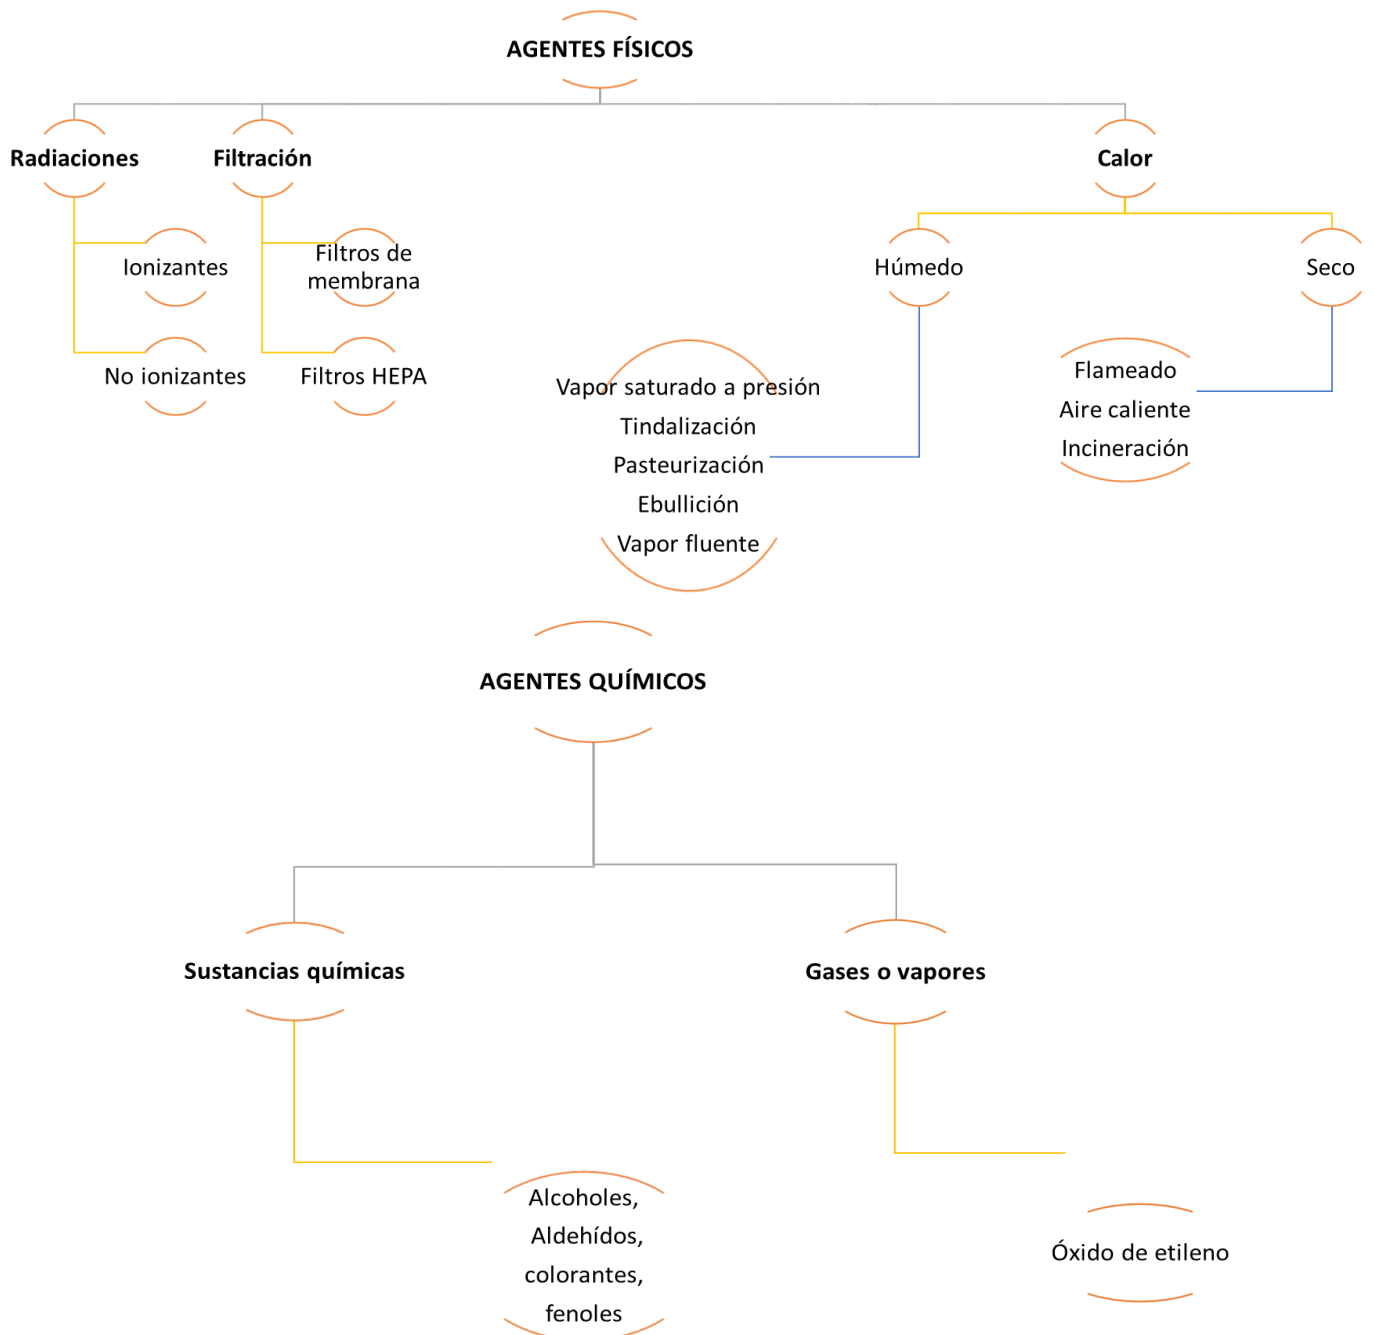 AGENTES FÍSICOS
Radiaciones
Filtración
Calor
Ionizantes
Filtros de
membrana
Húmedo
Seco
No ionizantes
Filtros HEPA
Vapor saturado a presión
Tindalización
Pasteurización
Ebullición
Vapor fluente
Flameado
Aire caliente
Incineración
AGENTES QUÍMICOS
Sustancias químicas
Gases o vapores
Alcoholes,
Aldehídos,
colorantes,
fenoles
Óxido de etileno